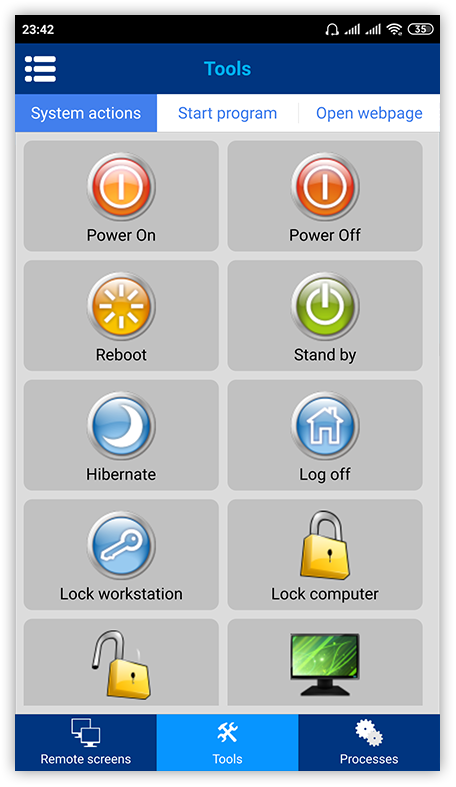 23:42
35
Tools
System actions
Start program
Open webpage
Power On
Power Off
Reboot
Stand by
Hibernate
Log off
Lock workstation
Lock computer
Remote screens
Tools
Processes